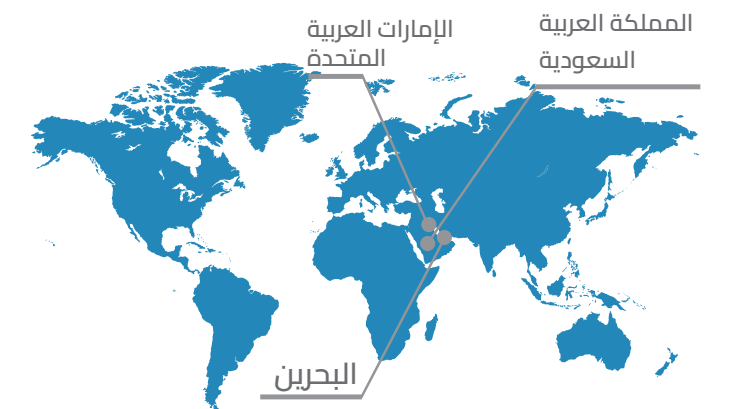 المملكة العربية
السعودية
الإمارات العربية
المتحدة
البحرين